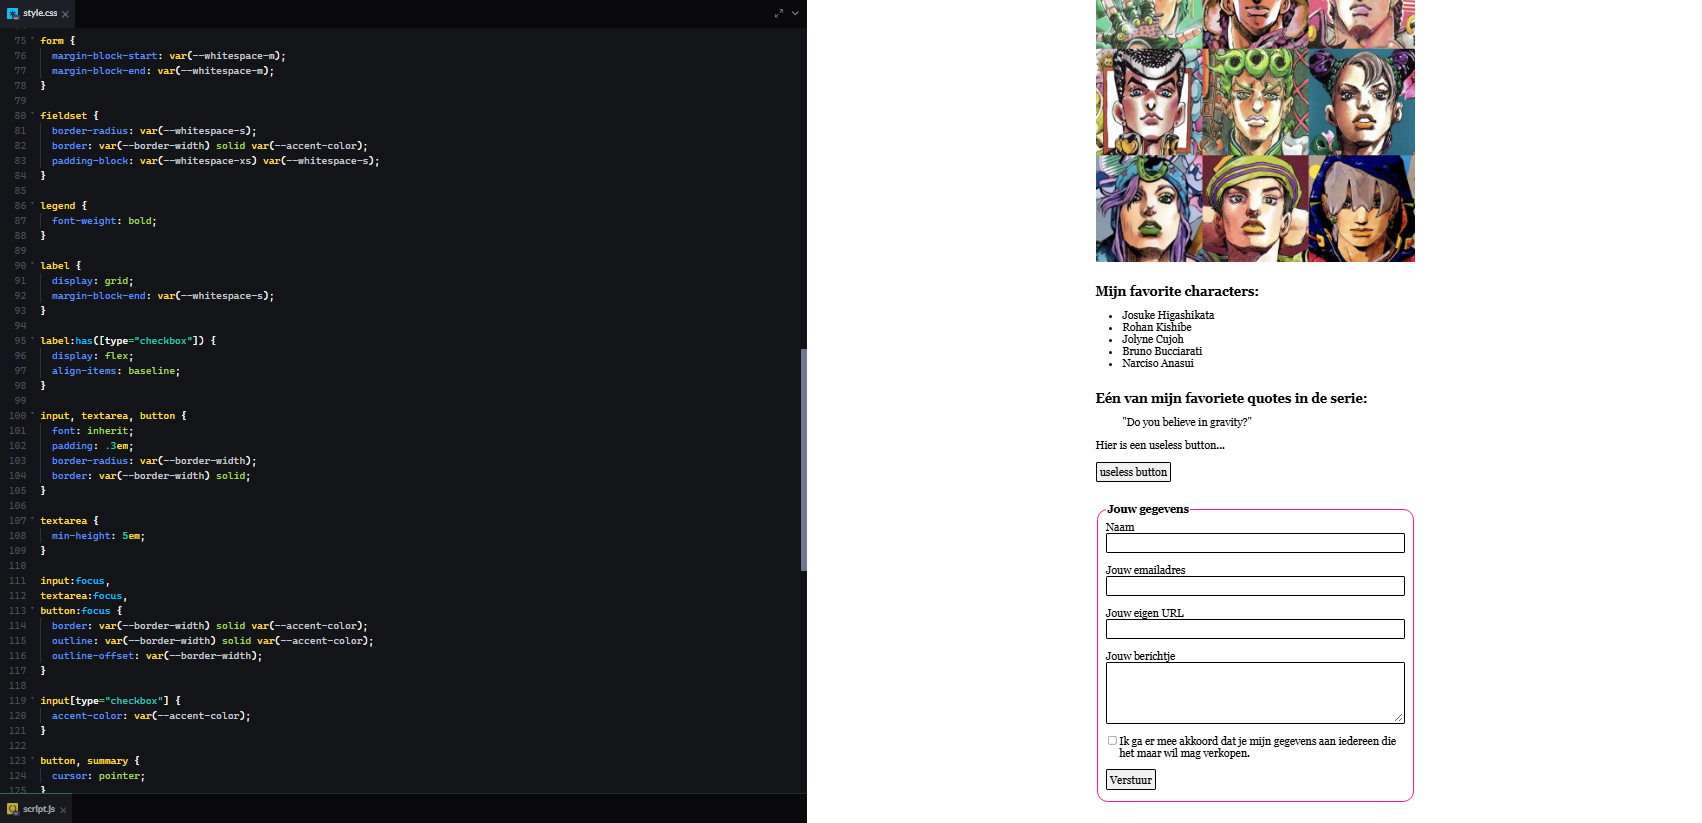 style.css
75 form {
76 margin-block-start: var(--whitespace-m);
77 margin-block-end: var(--whitespace-m);
78 }
79
80 fieldset {
81 border-radius: var(--whitespace-s);
82 border: var(--border-width) solid var(--accent-color);
83 padding-block: var(--whitespace-xs) var(--whitespace-s);
84 }
85
86 legend {
87 font-weight: bold;
88 }
89
90 label {
91 display: grid;
92 margin-block-end: var(--whitespace-s);
93 }
94
95 label:has([type="checkbox"]) {
96 display: flex;
97 align-items: baseline;
98 }
99
100 input, textarea, button {
101 font: inherit;
102 padding: .3em;
103 border-radius: var(--border-width);
104 border: var(--border-width) solid;
105 }
106
107 textarea {
108 min-height: 5em;
109 }
110
111 input:focus,
112 textarea:focus,
113 button:focus {
114 border: var(--border-width) solid var(--accent-color);
115 outline: var(--border-width) solid var(--accent-color);
116 outline-offset: var(--border-width);
117 }
118
119 input[type="checkbox"] {
120 accent-color: var(--accent-color);
121 }
122
123 button, summary {
124 cursor: pointer;
125 }
script.js
Mijn favorite characters:
Josuke Higashikata
Rohan Kishibe
Jolyne Cujoh
Bruno Bucciarati
Narciso Anasui
Eén van mijn favoriete quotes in de serie:
"Do you believe in gravity?"
Hier is een useless button...
useless button
Jouw gegevens
Naam
Jouw emailadres
Jouw eigen URL
Jouw berichtje
Ik ga er mee akkoord dat je mijn gegevens aan iedereen die
het maar wil mag verkopen.
Verstuur